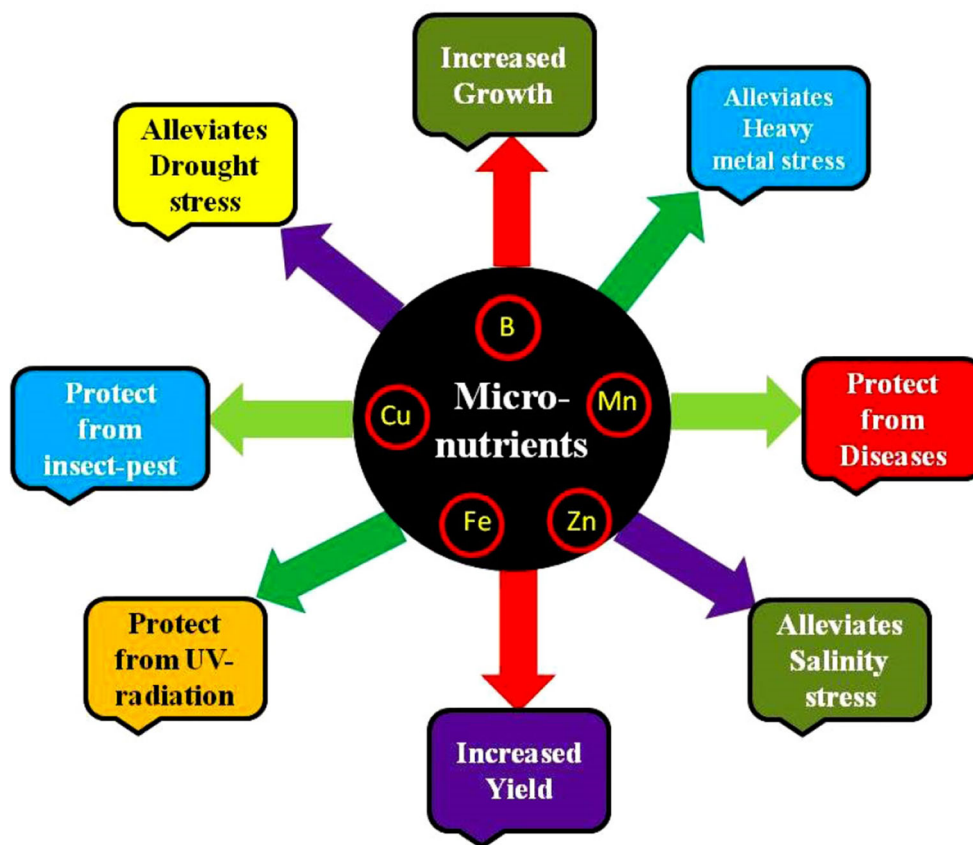 Increased
Growth
Alleviates
Heavy
metal stress
Alleviates
Drought
stress
B
Cu
Micro-
nutrients
Mn
Fe
Zn
Protect
from
insect-pest
Protect
from
Diseases
Protect
from UV-
radiation
Alleviates
Salinity
stress
Increased
Yield